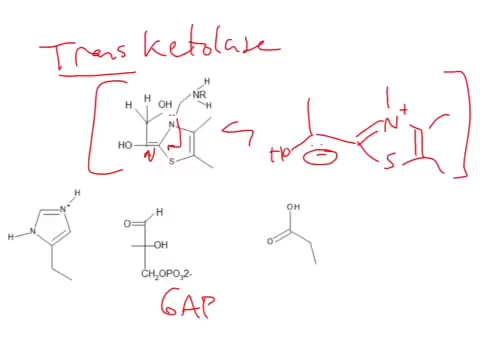 Trans Ketolase
H
H H
OH NR
H
N
HO
S
N+
HO
S
H
N+
H N
O H
OH
CH2OPO32-
OH
O
GAP